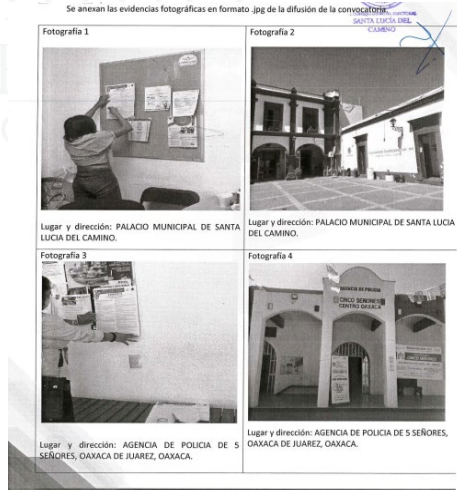 Se anexan las evidencias fotográficas en formato .jpg de la difusión de la convocatoria.
SANTA LUCÍA DEL
CAMINO
Fotografía 1
Fotografía 2
Lugar y dirección: PALACIO MUNICIPAL DE SANTA
LUCIA DEL CAMINO.
Lugar y dirección: PALACIO MUNICIPAL DE SANTA LUCIA
DEL CAMINO.
Fotografía 3
Fotografía 4
AGENCIA DE POLICIA
CINCO SEÑORES
CENTRO OAXACA
Lugar y dirección: AGENCIA DE POLICIA DE 5
SEÑORES, OAXACA DE JUAREZ, OAXACA.
Lugar y dirección: AGENCIA DE POLICIA DE 5 SEÑORES,
OAXACA DE JUAREZ, OAXACA.